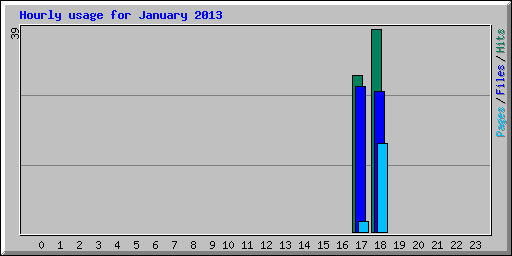 Hourly usage for January 2013
39
Pages/Files/Hits
0 1 2 3 4 5 6 7 8 9 10 11 12 13 14 15 16 17 18 19 20 21 22 23